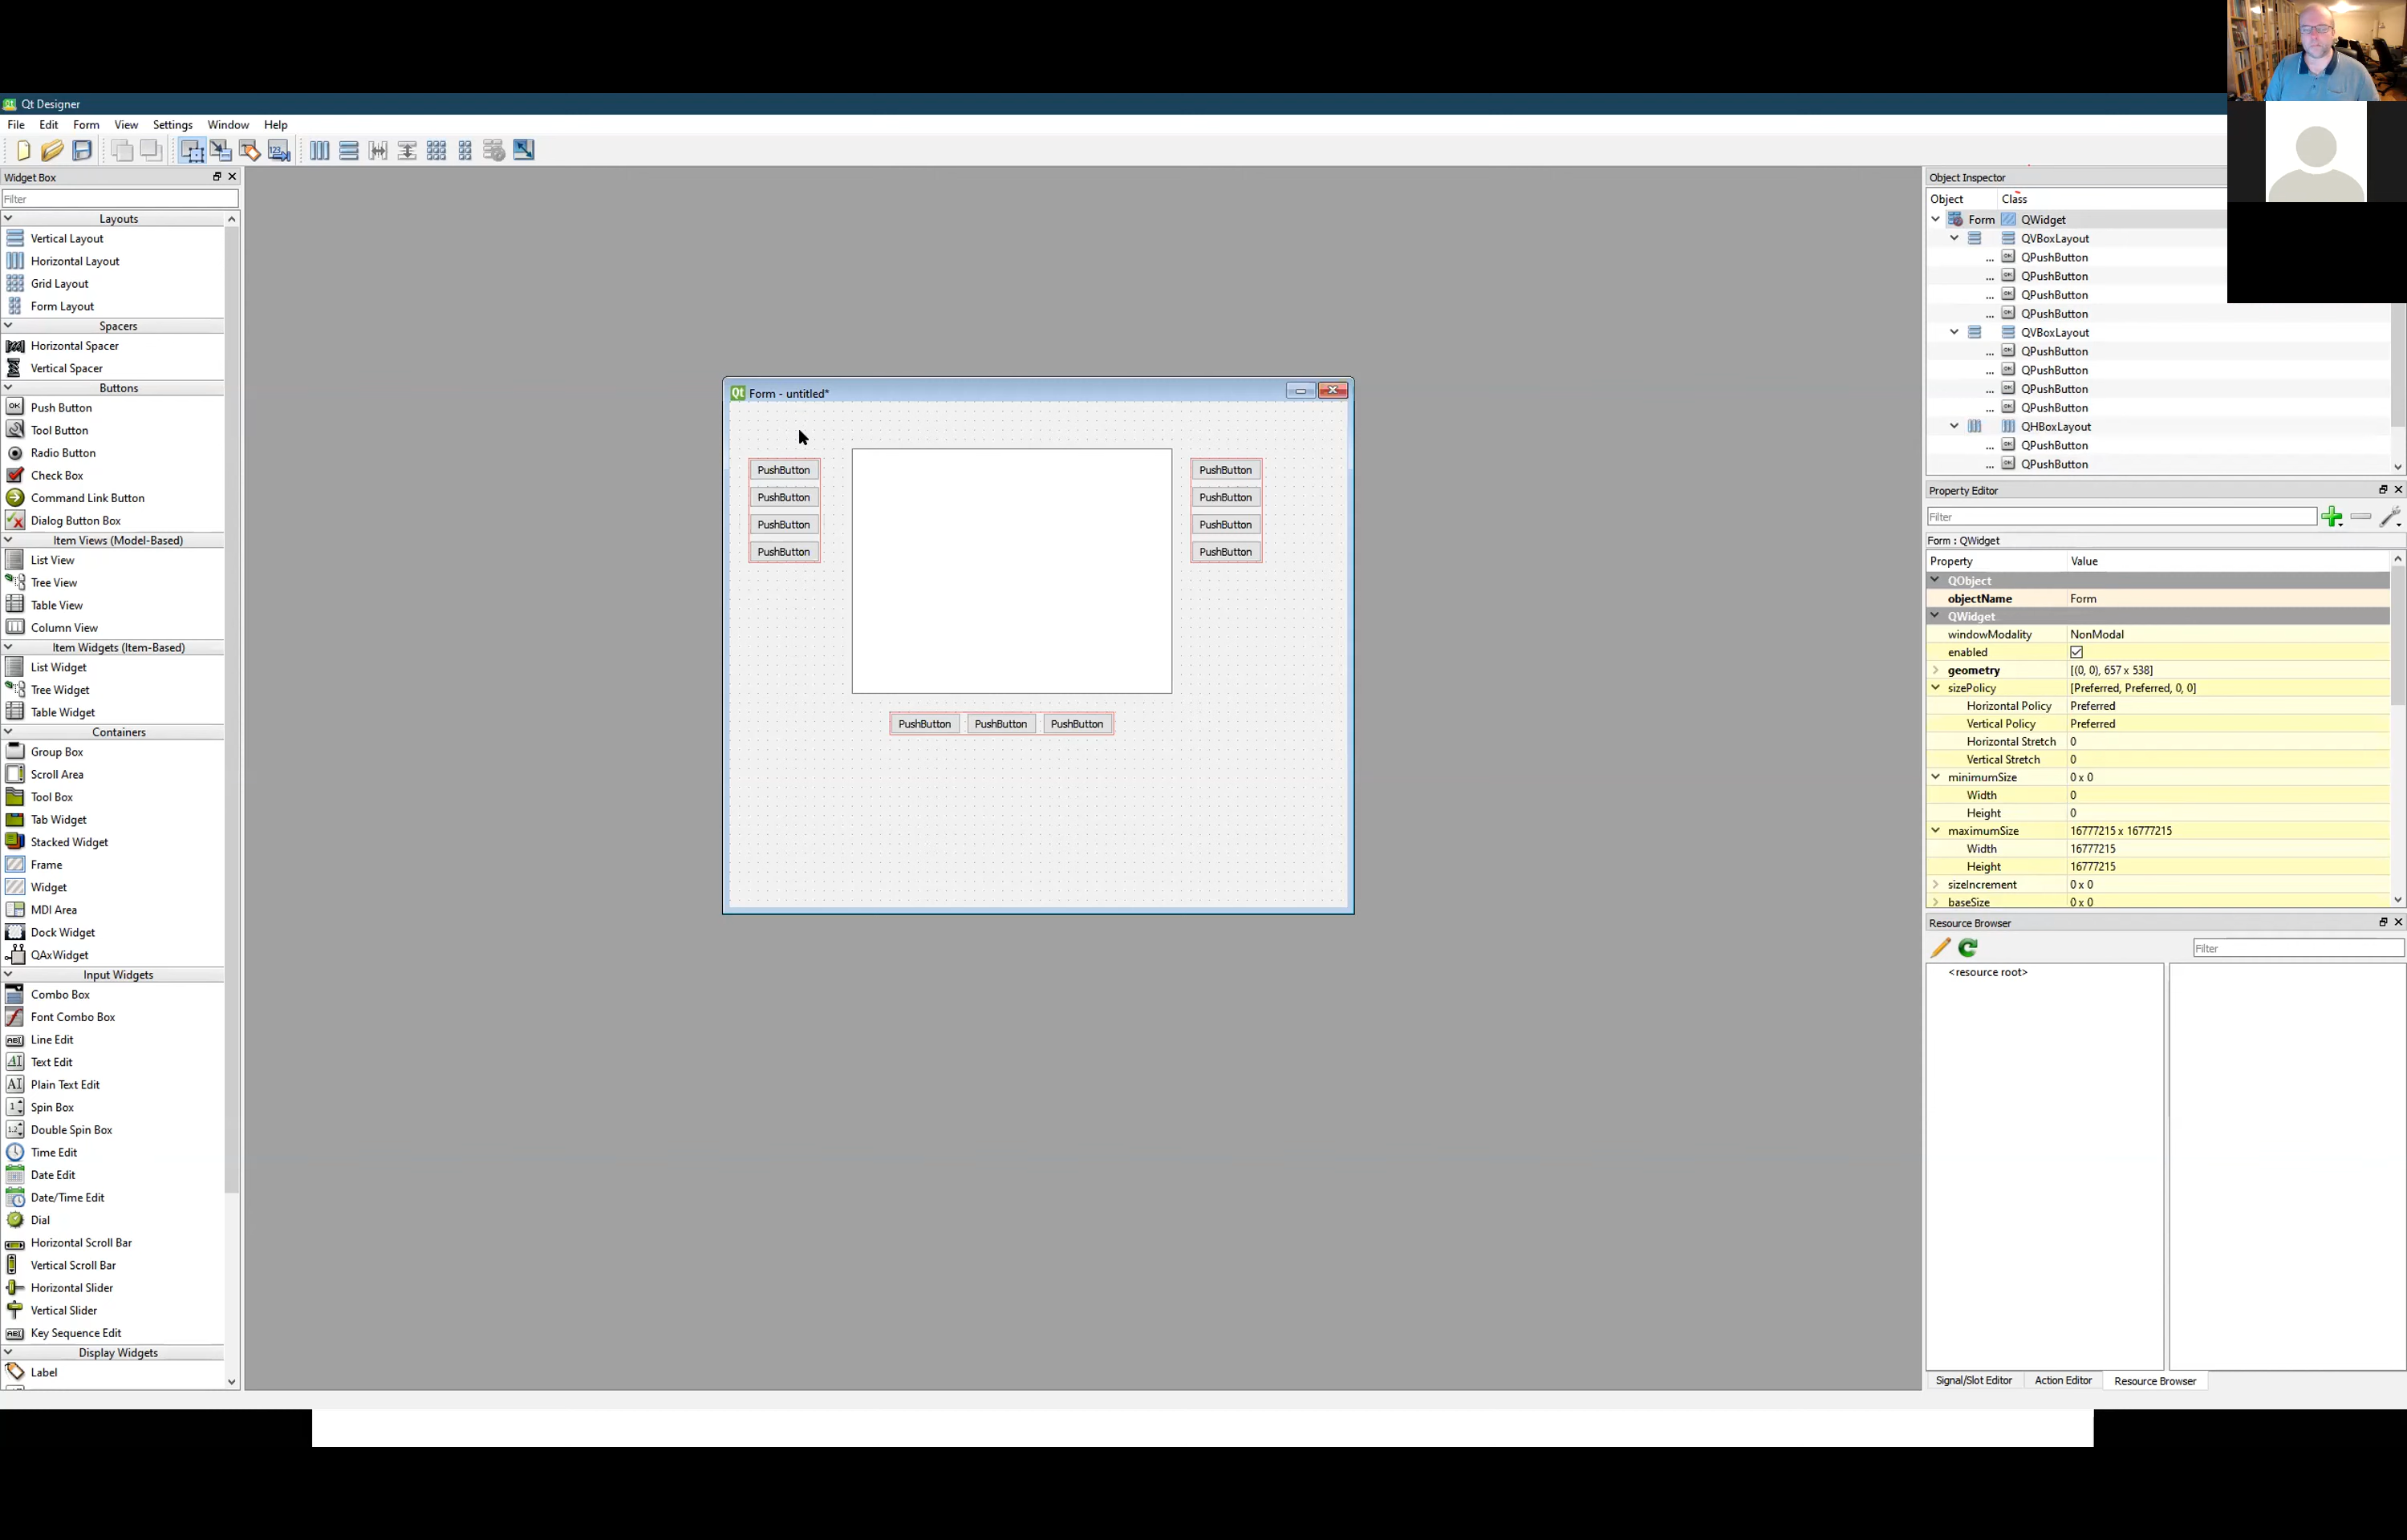 Qt Designer
File Edit Form View Settings Window Help
Widget Box
Filter
Layouts
Vertical Layout
Horizontal Layout
Grid Layout
Form Layout
Spacers
Horizontal Spacer
Vertical Spacer
Buttons
Push Button
Tool Button
Radio Button
Check Box
Command Link Button
Dialog Button Box
Item Views (Model-Based)
List View
Tree View
Table View
Column View
Item Widgets (Item-Based)
List Widget
Tree Widget
Table Widget
Containers
Group Box
Scroll Area
Tool Box
Tab Widget
Stacked Widget
Frame
Widget
MDI Area
Dock Widget
QAxWidget
Input Widgets
Combo Box
Font Combo Box
Line Edit
Text Edit
Plain Text Edit
Spin Box
Double Spin Box
Time Edit
Date Edit
Date/Time Edit
Dial
Horizontal Scroll Bar
Vertical Scroll Bar
Horizontal Slider
Vertical Slider
Key Sequence Edit
Display Widgets
Label
Form - untitled*
PushButton PushButton
PushButton PushButton
PushButton PushButton
PushButton PushButton
PushButton PushButton PushButton
Object Inspector
Object Class
Form QWidget
QVBoxLayout
... QPushButton
... QPushButton
... QPushButton
... QPushButton
QVBoxLayout
... QPushButton
... QPushButton
... QPushButton
... QPushButton
QHBoxLayout
... QPushButton
... QPushButton
Property Editor
Filter
Form : QWidget
Property Value
QObject
objectName Form
QWidget
windowModality NonModal
enabled
geometry [(0, 0), 657 x 538]
sizePolicy [Preferred, Preferred, 0, 0]
Horizontal Policy Preferred
Vertical Policy Preferred
Horizontal Stretch 0
Vertical Stretch 0
minimumSize 0 x 0
Width 0
Height 0
maximumSize 16777215 x 16777215
Width 16777215
Height 16777215
sizeIncrement 0 x 0
baseSize 0 x 0
Resource Browser
Filter
<resource root>
Signal/Slot Editor Action Editor Resource Browser